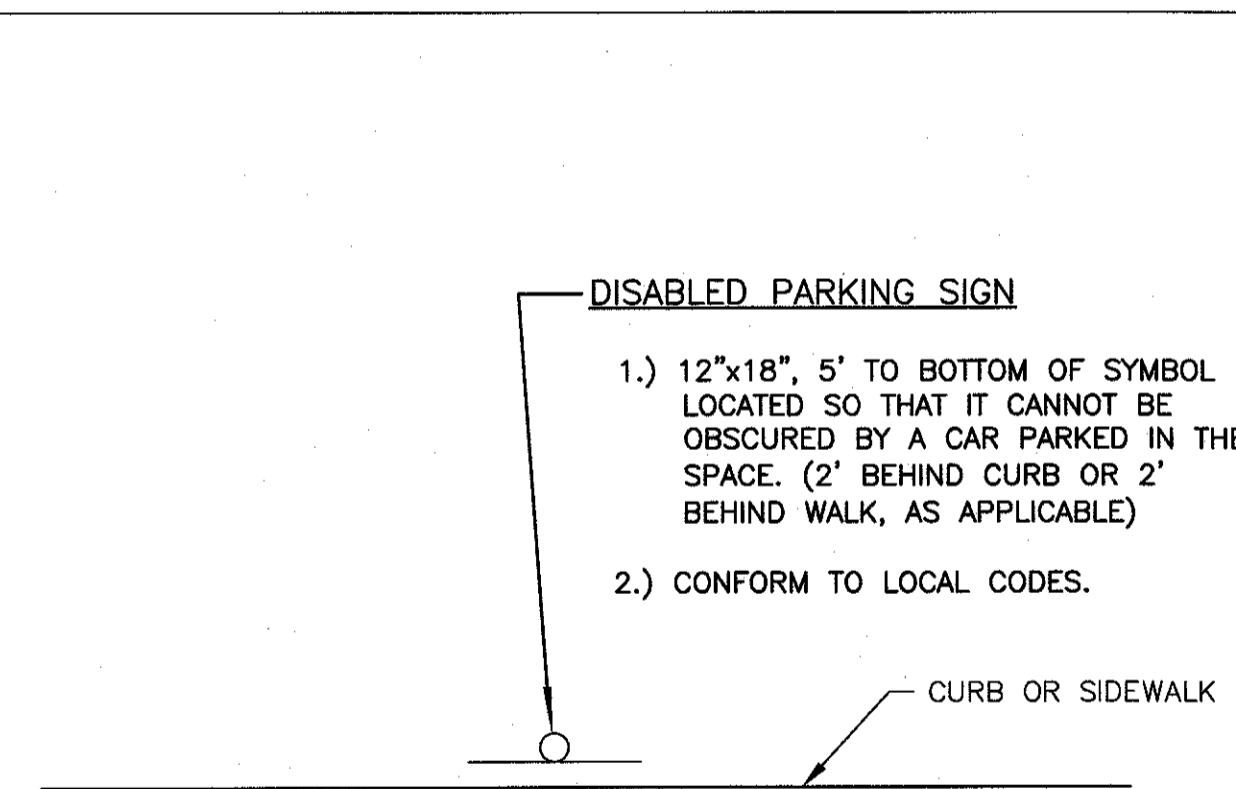 DISABLED PARKING SIGN
1.) 12"x18", 5' TO BOTTOM OF SYMBOL
LOCATED SO THAT IT CANNOT BE
OBSCURED BY A CAR PARKED IN THE
SPACE. (2' BEHIND CURB OR 2'
BEHIND WALK, AS APPLICABLE)
2.) CONFORM TO LOCAL CODES.
CURB OR SIDEWALK